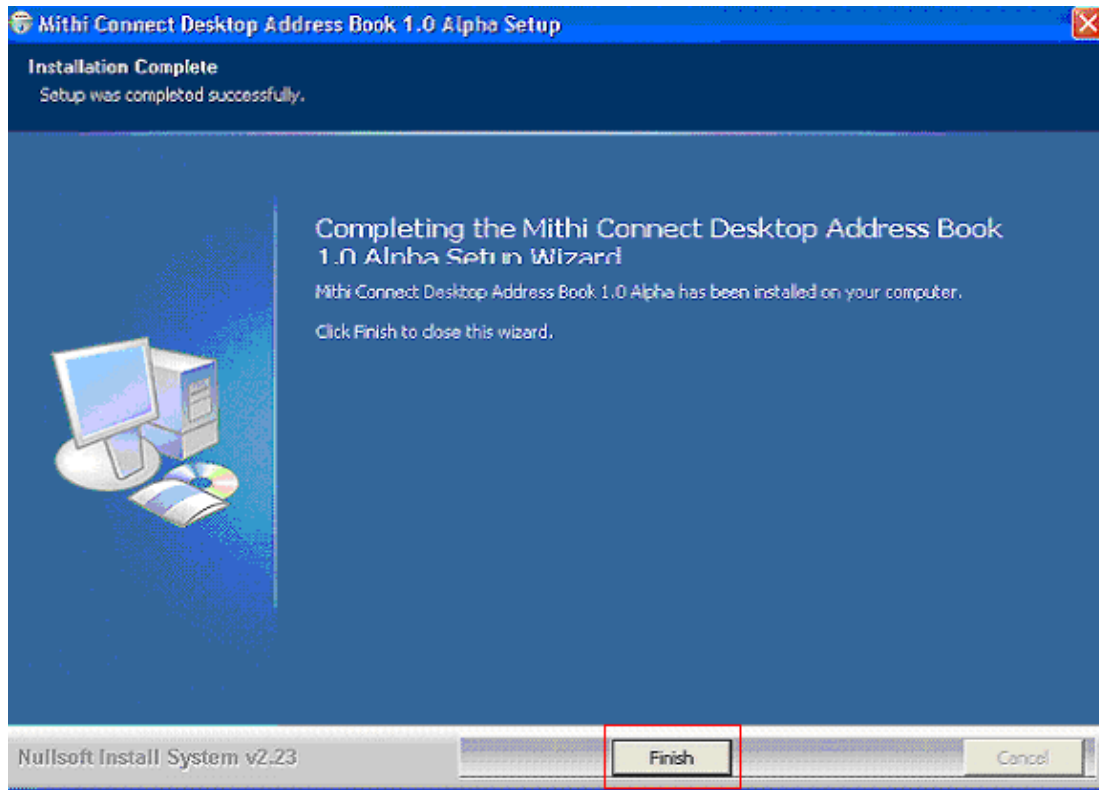 Mithi Connect Desktop Address Book 1.0 Alpha Setup
Installation Complete
Setup was completed successfully.
Completing the Mithi Connect Desktop Address Book
1.0 Alpha Setup Wizard
Mithi Connect Desktop Address Book 1.0 Alpha has been installed on your computer.
Click Finish to close this wizard.
Nullsoft Install System v2.23
Finish
Cancel